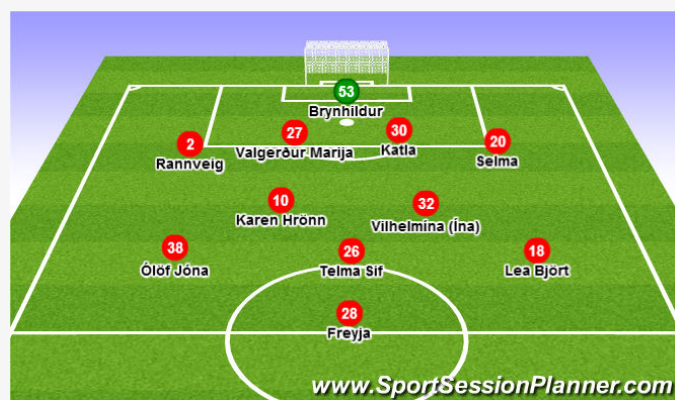 53
Brynhildur
2
Rannveig
27
Valgerður Marija
30
Katla
20
Selma
10
Karen Hrönn
32
Vilhelmína (Ína)
38
Ólöf Jóna
26
Telma Sif
18
Lea Björt
28
Freyja
www.SportSessionPlanner.com